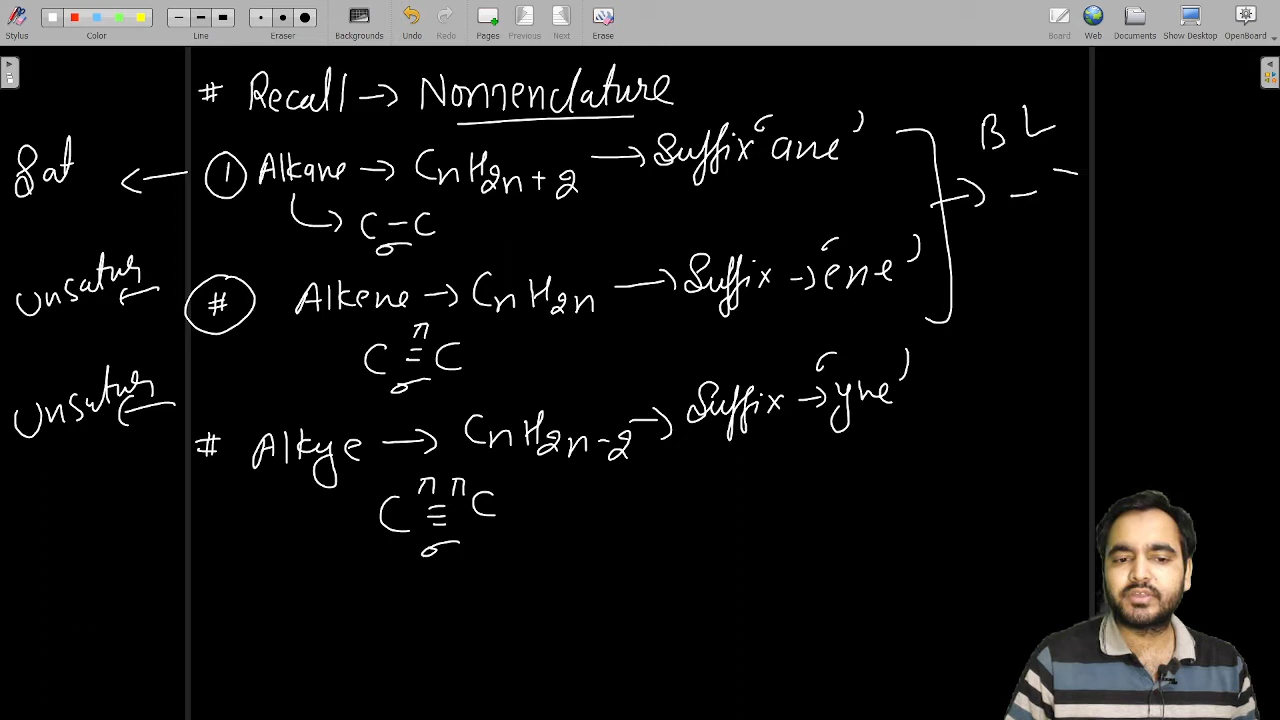 Stylus Color Line Eraser Backgrounds Undo Redo Pages Previous Next Erase Board Web Documents Show Desktop OpenBoard
# Recall → Nomenclature
Sat ← ① Alkane → CnH2n+2 → Suffix 'ane'
BL
C-C
σ
Unsatur ← # Alkene → CnH2n → Suffix → 'ene'
π
C=C
σ
Unsatur ← # Alkye → CnH2n-2 → Suffix → 'yne'
π π
C≡C
σ